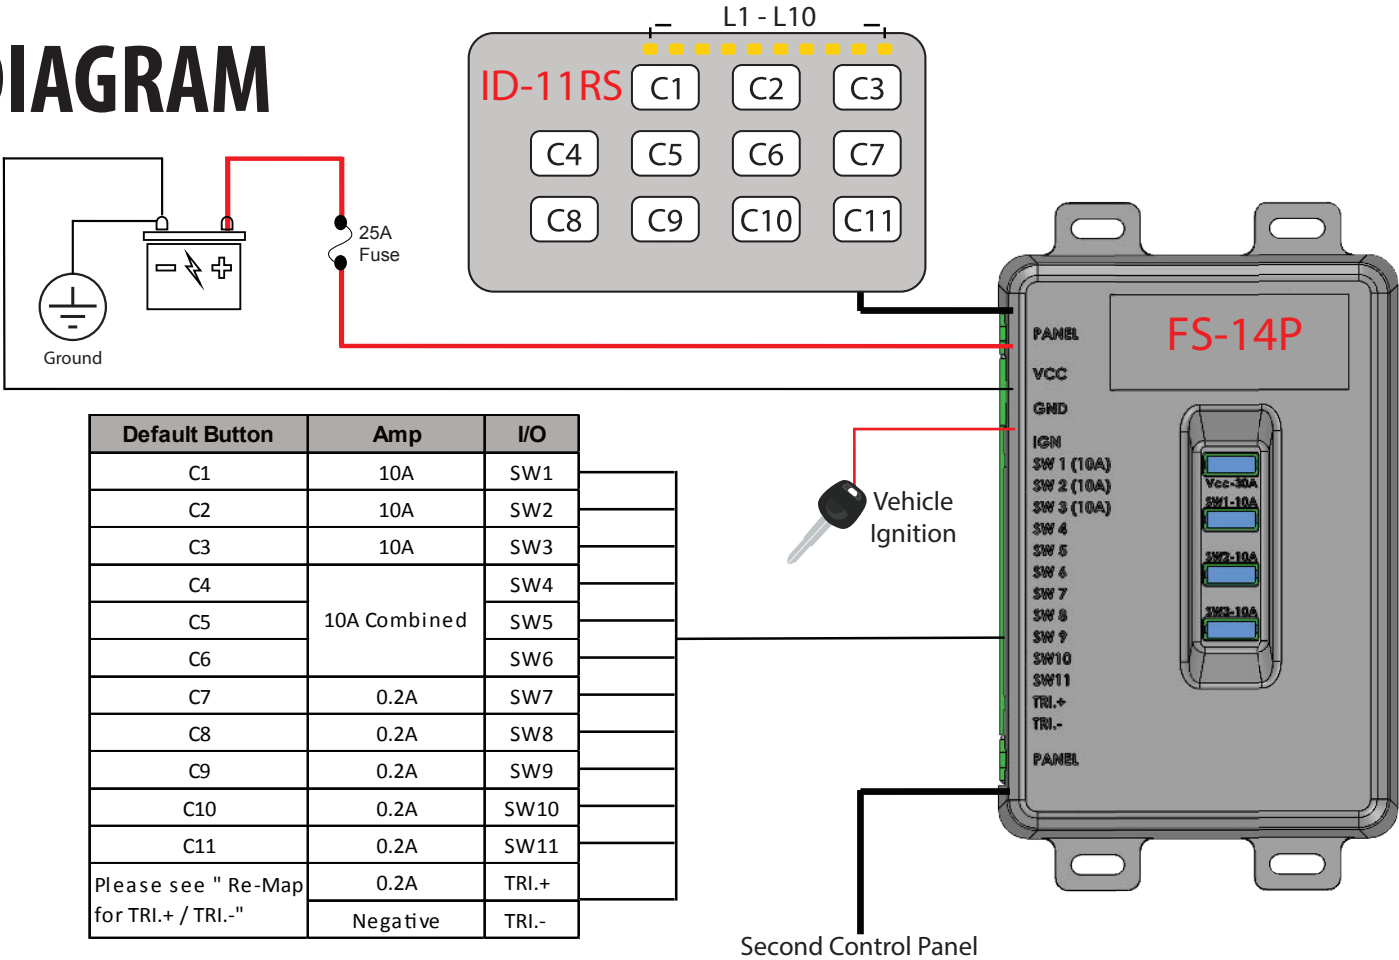 DIAGRAM
L1 - L10
ID-11RS
C1 C2 C3
C4 C5 C6 C7
C8 C9 C10 C11
25A
Fuse
Ground
FS-14P
PANEL
VCC
GND
IGN
SW 1 (10A)
SW 2 (10A)
SW 3 (10A)
SW 4
SW 5
SW 6
SW 7
SW 8
SW 9
SW10
SW11
TRI.+
TRI.-
PANEL
Vcc-30A
SW1-10A
SW2-10A
SW3-10A
Vehicle
Ignition
Default Button Amp I/O
C1 10A SW1
C2 10A SW2
C3 10A SW3
C4 SW4
C5 10A Combined SW5
C6 SW6
C7 0.2A SW7
C8 0.2A SW8
C9 0.2A SW9
C10 0.2A SW10
C11 0.2A SW11
Please see " Re-Map 0.2A TRI.+
for TRI.+ / TRI.-" Negative TRI.-
Second Control Panel